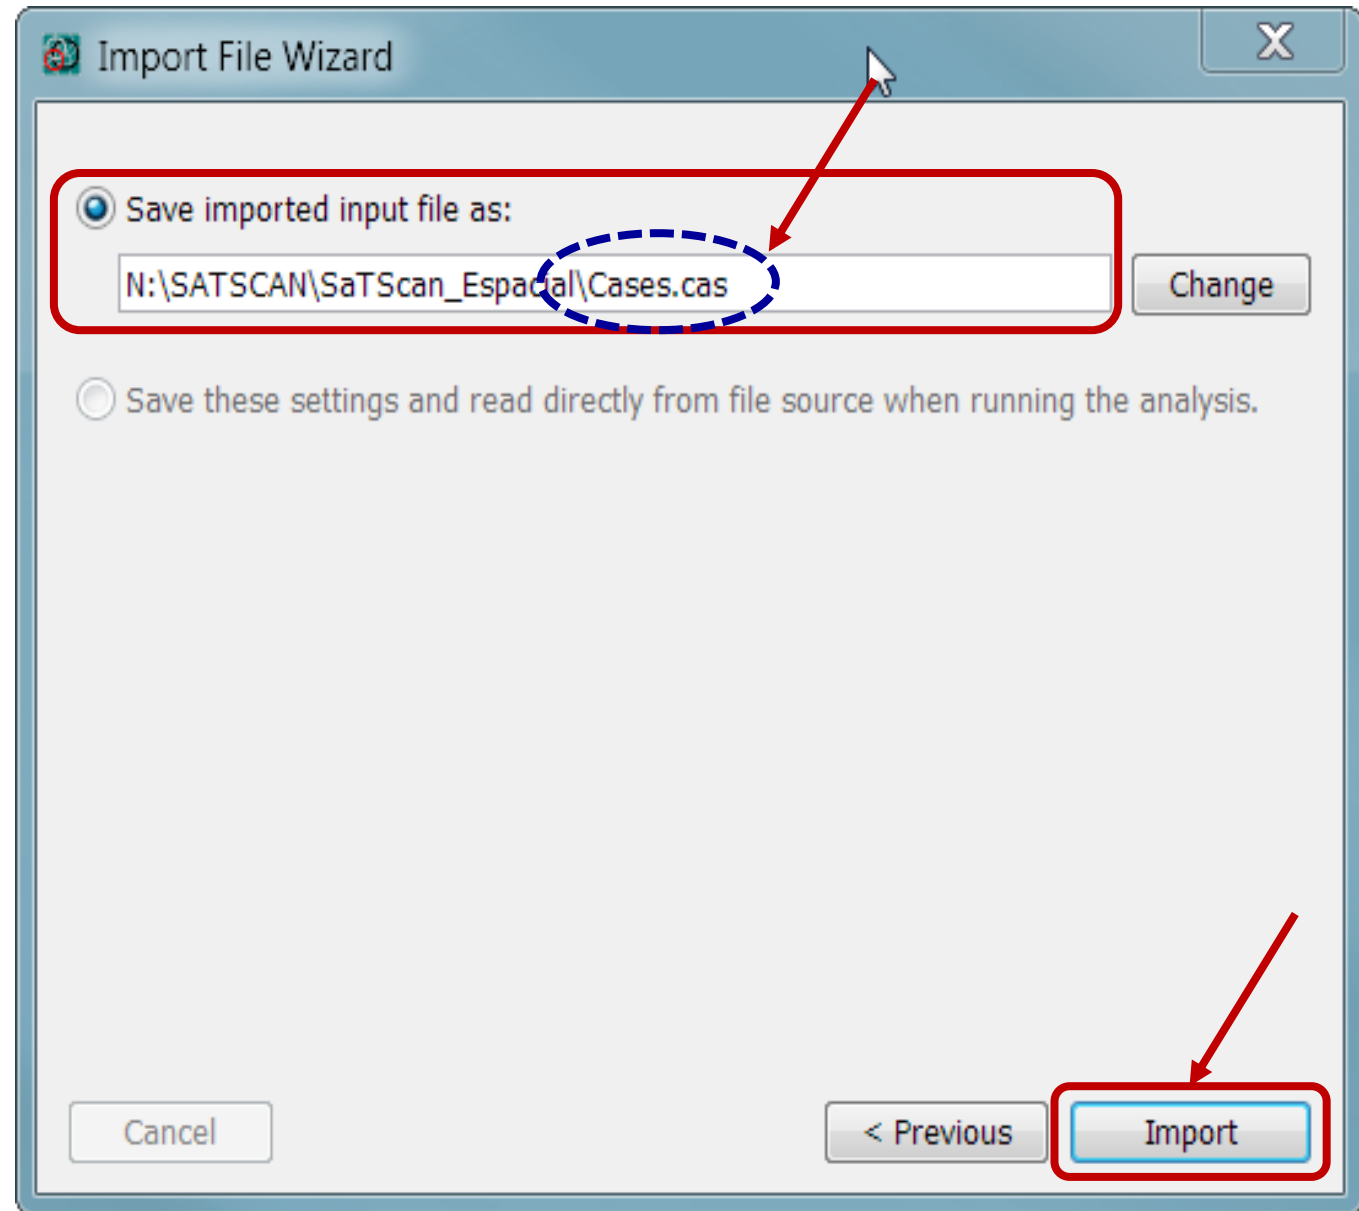 Import File Wizard
X
Save imported input file as:
N:\SATSCAN\SaTScan_Espacial\Cases.cas
Change
Save these settings and read directly from file source when running the analysis.
Cancel
< Previous
Import